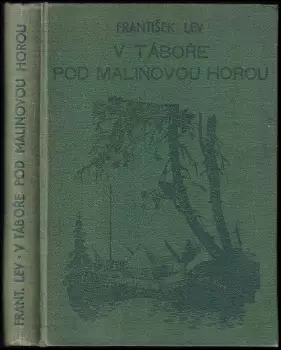 FRANTIŠEK LEV
V TÁBOŘE
POD MALINOVOU HOROU
FRANT. LEV • V TÁBOŘE POD MALINOVOU HOROU